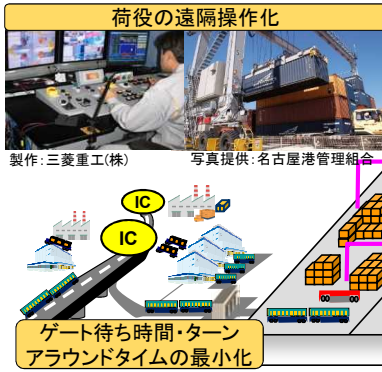 荷役の遠隔操作化
製作:三菱重工(株)
写真提供:名古屋港管理組合
IC
IC
ゲート待ち時間・ターン
アラウンドタイムの最小化